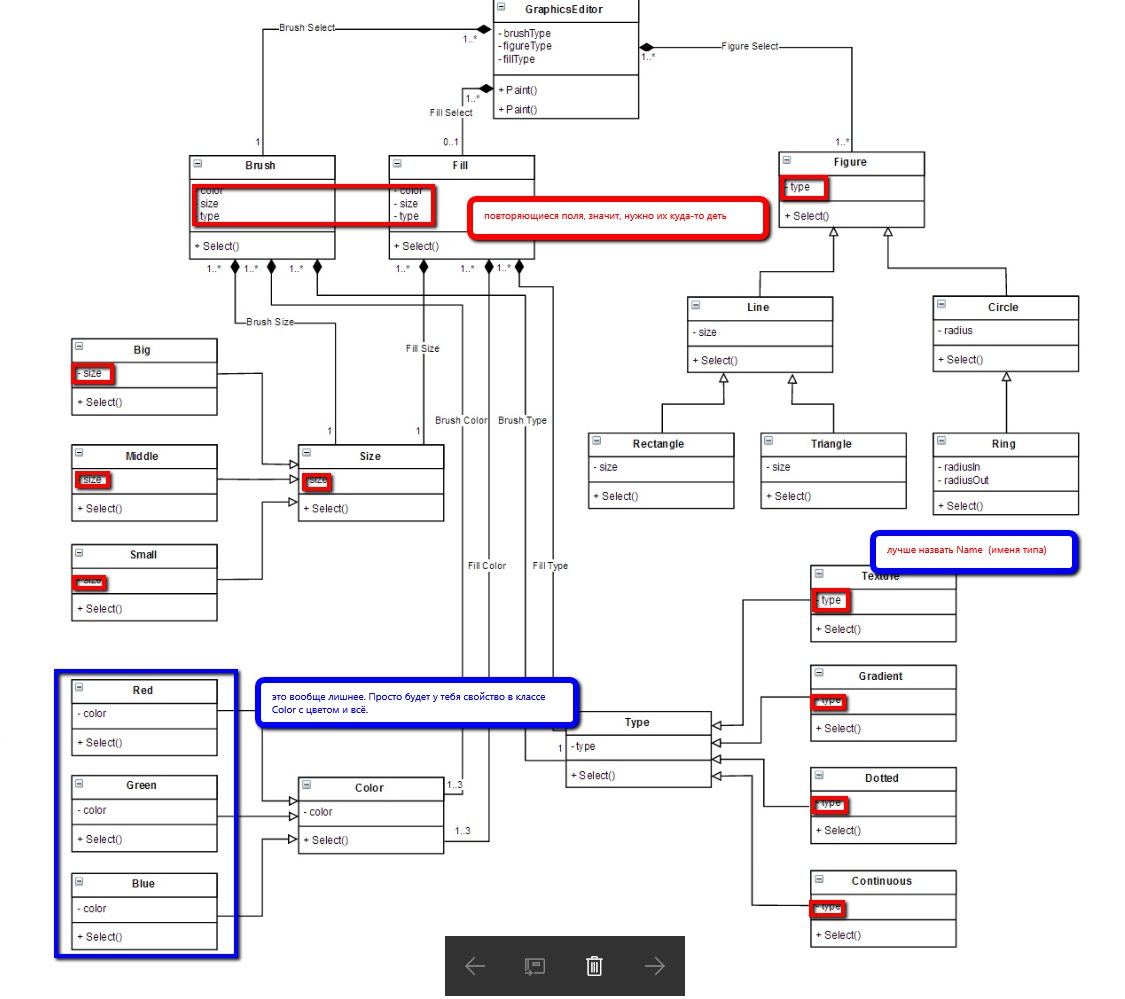 GraphicsEditor
- brushType
- figureType
- fillType
+ Paint()
+ Paint()
Brush Select
1..*
1
Fill Select
1..*
0..1
Figure Select
1..*
1..*
Brush
- color
- size
- type
+ Select()
Fill
- color
- size
- type
+ Select()
повторяющиеся поля, значит, нужно их куда-то деть
Figure
- type
+ Select()
1..*
1..*
1..*
1..*
1..*
1..*
Line
- size
+ Select()
Circle
- radius
+ Select()
Brush Size
Fill Size
Big
- size
+ Select()
Brush Color
Brush Type
1
1
Rectangle
- size
+ Select()
Triangle
- size
+ Select()
Ring
- radiusIn
- radiusOut
+ Select()
Middle
- size
+ Select()
Size
- size
+ Select()
Small
- size
+ Select()
Fill Color
Fill Type
лучше назвать Name (именя типа)
Texture
- type
+ Select()
Red
- color
+ Select()
это вообще лишнее. Просто будет у тебя свойство в классе
Color с цветом и всё.
Gradient
- type
+ Select()
Type
- type
+ Select()
1
Green
- color
+ Select()
Color
- color
+ Select()
1..3
1..3
Dotted
- type
+ Select()
Blue
- color
+ Select()
Continuous
- type
+ Select()